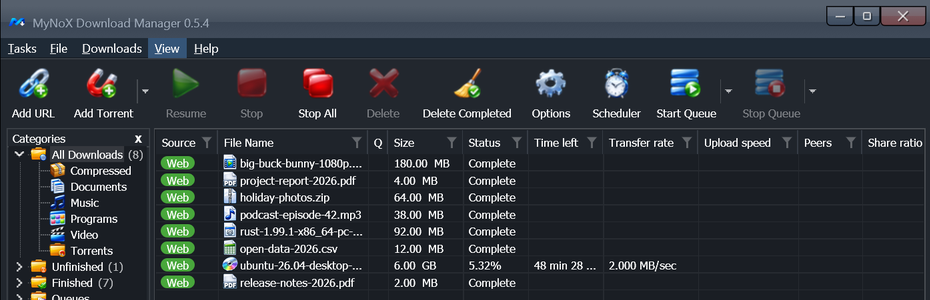 MyNoX Download Manager 0.5.4
Tasks File Downloads View Help
Add URL Add Torrent Resume Stop Stop All Delete Delete Completed Options Scheduler Start Queue Stop Queue
Categories X
All Downloads (8)
Compressed
Documents
Music
Programs
Video
Torrents
Unfinished (1)
Finished (7)
Queues
Source File Name Q Size Status Time left Transfer rate Upload speed Peers Share ratio
Web big-buck-bunny-1080p.... 180.00 MB Complete
Web project-report-2026.pdf 4.00 MB Complete
Web holiday-photos.zip 64.00 MB Complete
Web podcast-episode-42.mp3 38.00 MB Complete
Web rust-1.99.1-x86_64-pc-... 92.00 MB Complete
Web open-data-2026.csv 12.00 MB Complete
Web ubuntu-26.04-desktop-... 6.00 GB 5.32% 48 min 28 ... 2.000 MB/sec
Web release-notes-2026.pdf 2.00 MB Complete